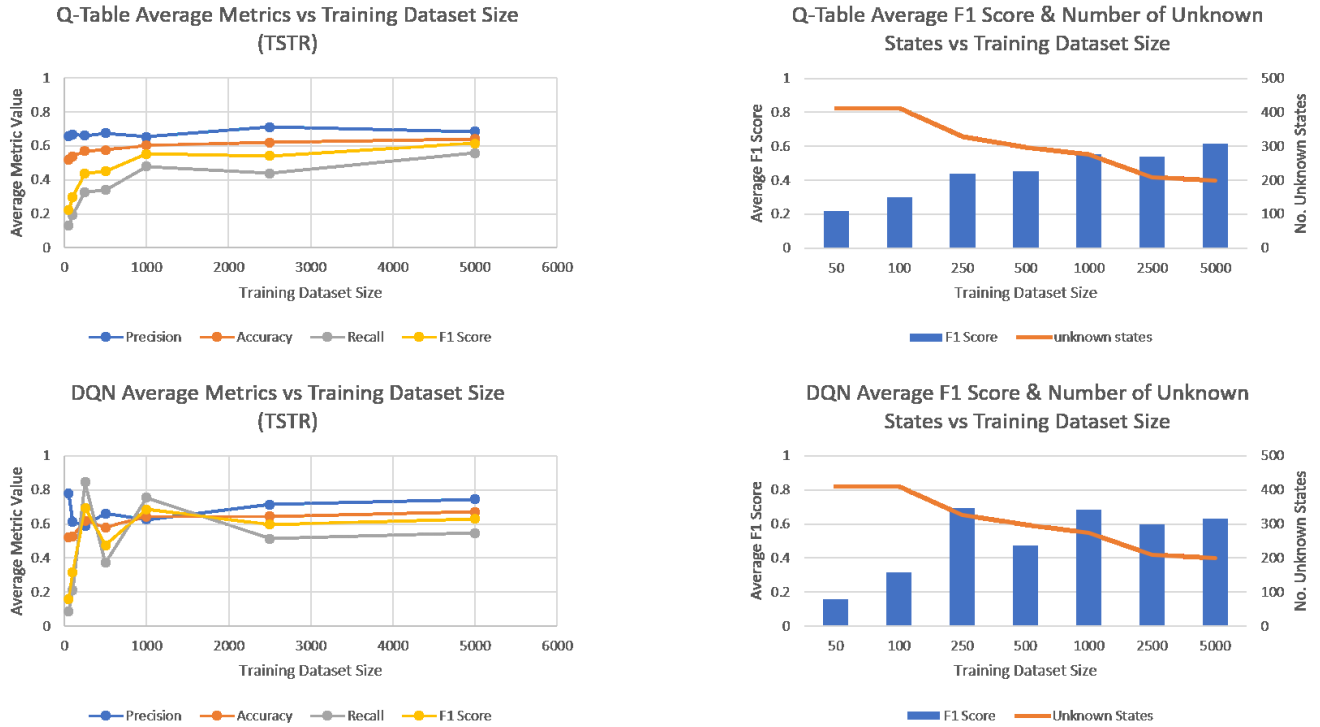 Q-Table Average Metrics vs Training Dataset Size
(TSTR)
1
0.8
0.6
0.4
0.2
0
Average Metric Value
0 1000 2000 3000 4000 5000 6000
Training Dataset Size
Precision Accuracy Recall F1 Score
Q-Table Average F1 Score & Number of Unknown
States vs Training Dataset Size
1
0.8
0.6
0.4
0.2
0
Average F1 Score
500
400
300
200
100
0
No. Unknown States
50 100 250 500 1000 2500 5000
Training Dataset Size
F1 Score unknown states
DQN Average Metrics vs Training Dataset Size
(TSTR)
1
0.8
0.6
0.4
0.2
0
Average Metric Value
0 1000 2000 3000 4000 5000 6000
Training Dataset Size
Precision Accuracy Recall F1 Score
DQN Average F1 Score & Number of Unknown
States vs Training Dataset Size
1
0.8
0.6
0.4
0.2
0
Average F1 Score
500
400
300
200
100
0
No. Unknown States
50 100 250 500 1000 2500 5000
Training Dataset Size
F1 Score Unknown States